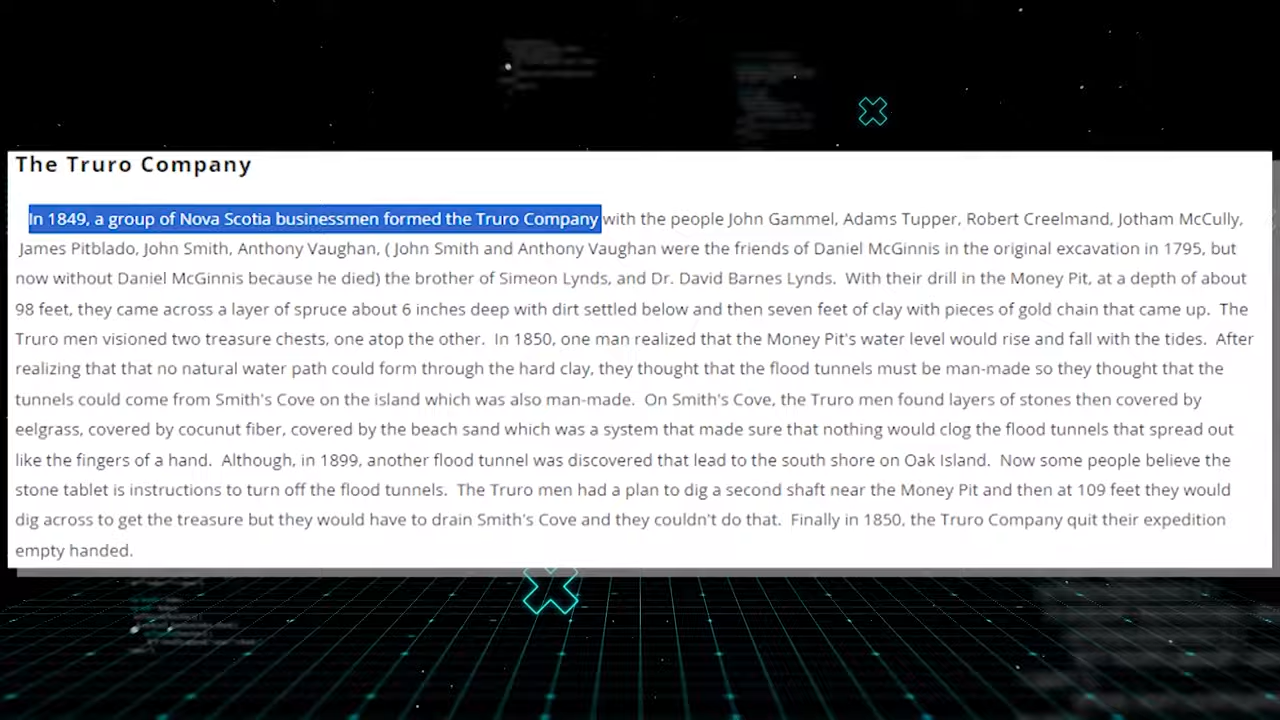 The Truro Company
In 1849, a group of Nova Scotia businessmen formed the Truro Company with the people John Gammel, Adams Tupper, Robert Creelmand, Jotham McCully,
James Pitblado, John Smith, Anthony Vaughan, ( John Smith and Anthony Vaughan were the friends of Daniel McGinnis in the original excavation in 1795, but
now without Daniel McGinnis because he died) the brother of Simeon Lynds, and Dr. David Barnes Lynds. With their drill in the Money Pit, at a depth of about
98 feet, they came across a layer of spruce about 6 inches deep with dirt settled below and then seven feet of clay with pieces of gold chain that came up. The
Truro men visioned two treasure chests, one atop the other. In 1850, one man realized that the Money Pit's water level would rise and fall with the tides. After
realizing that that no natural water path could form through the hard clay, they thought that the flood tunnels must be man-made so they thought that the
tunnels could come from Smith's Cove on the island which was also man-made. On Smith's Cove, the Truro men found layers of stones then covered by
eelgrass, covered by cocunut fiber, covered by the beach sand which was a system that made sure that nothing would clog the flood tunnels that spread out
like the fingers of a hand. Although, in 1899, another flood tunnel was discovered that lead to the south shore on Oak Island. Now some people believe the
stone tablet is instructions to turn off the flood tunnels. The Truro men had a plan to dig a second shaft near the Money Pit and then at 109 feet they would
dig across to get the treasure but they would have to drain Smith's Cove and they couldn't do that. Finally in 1850, the Truro Company quit their expedition
empty handed.